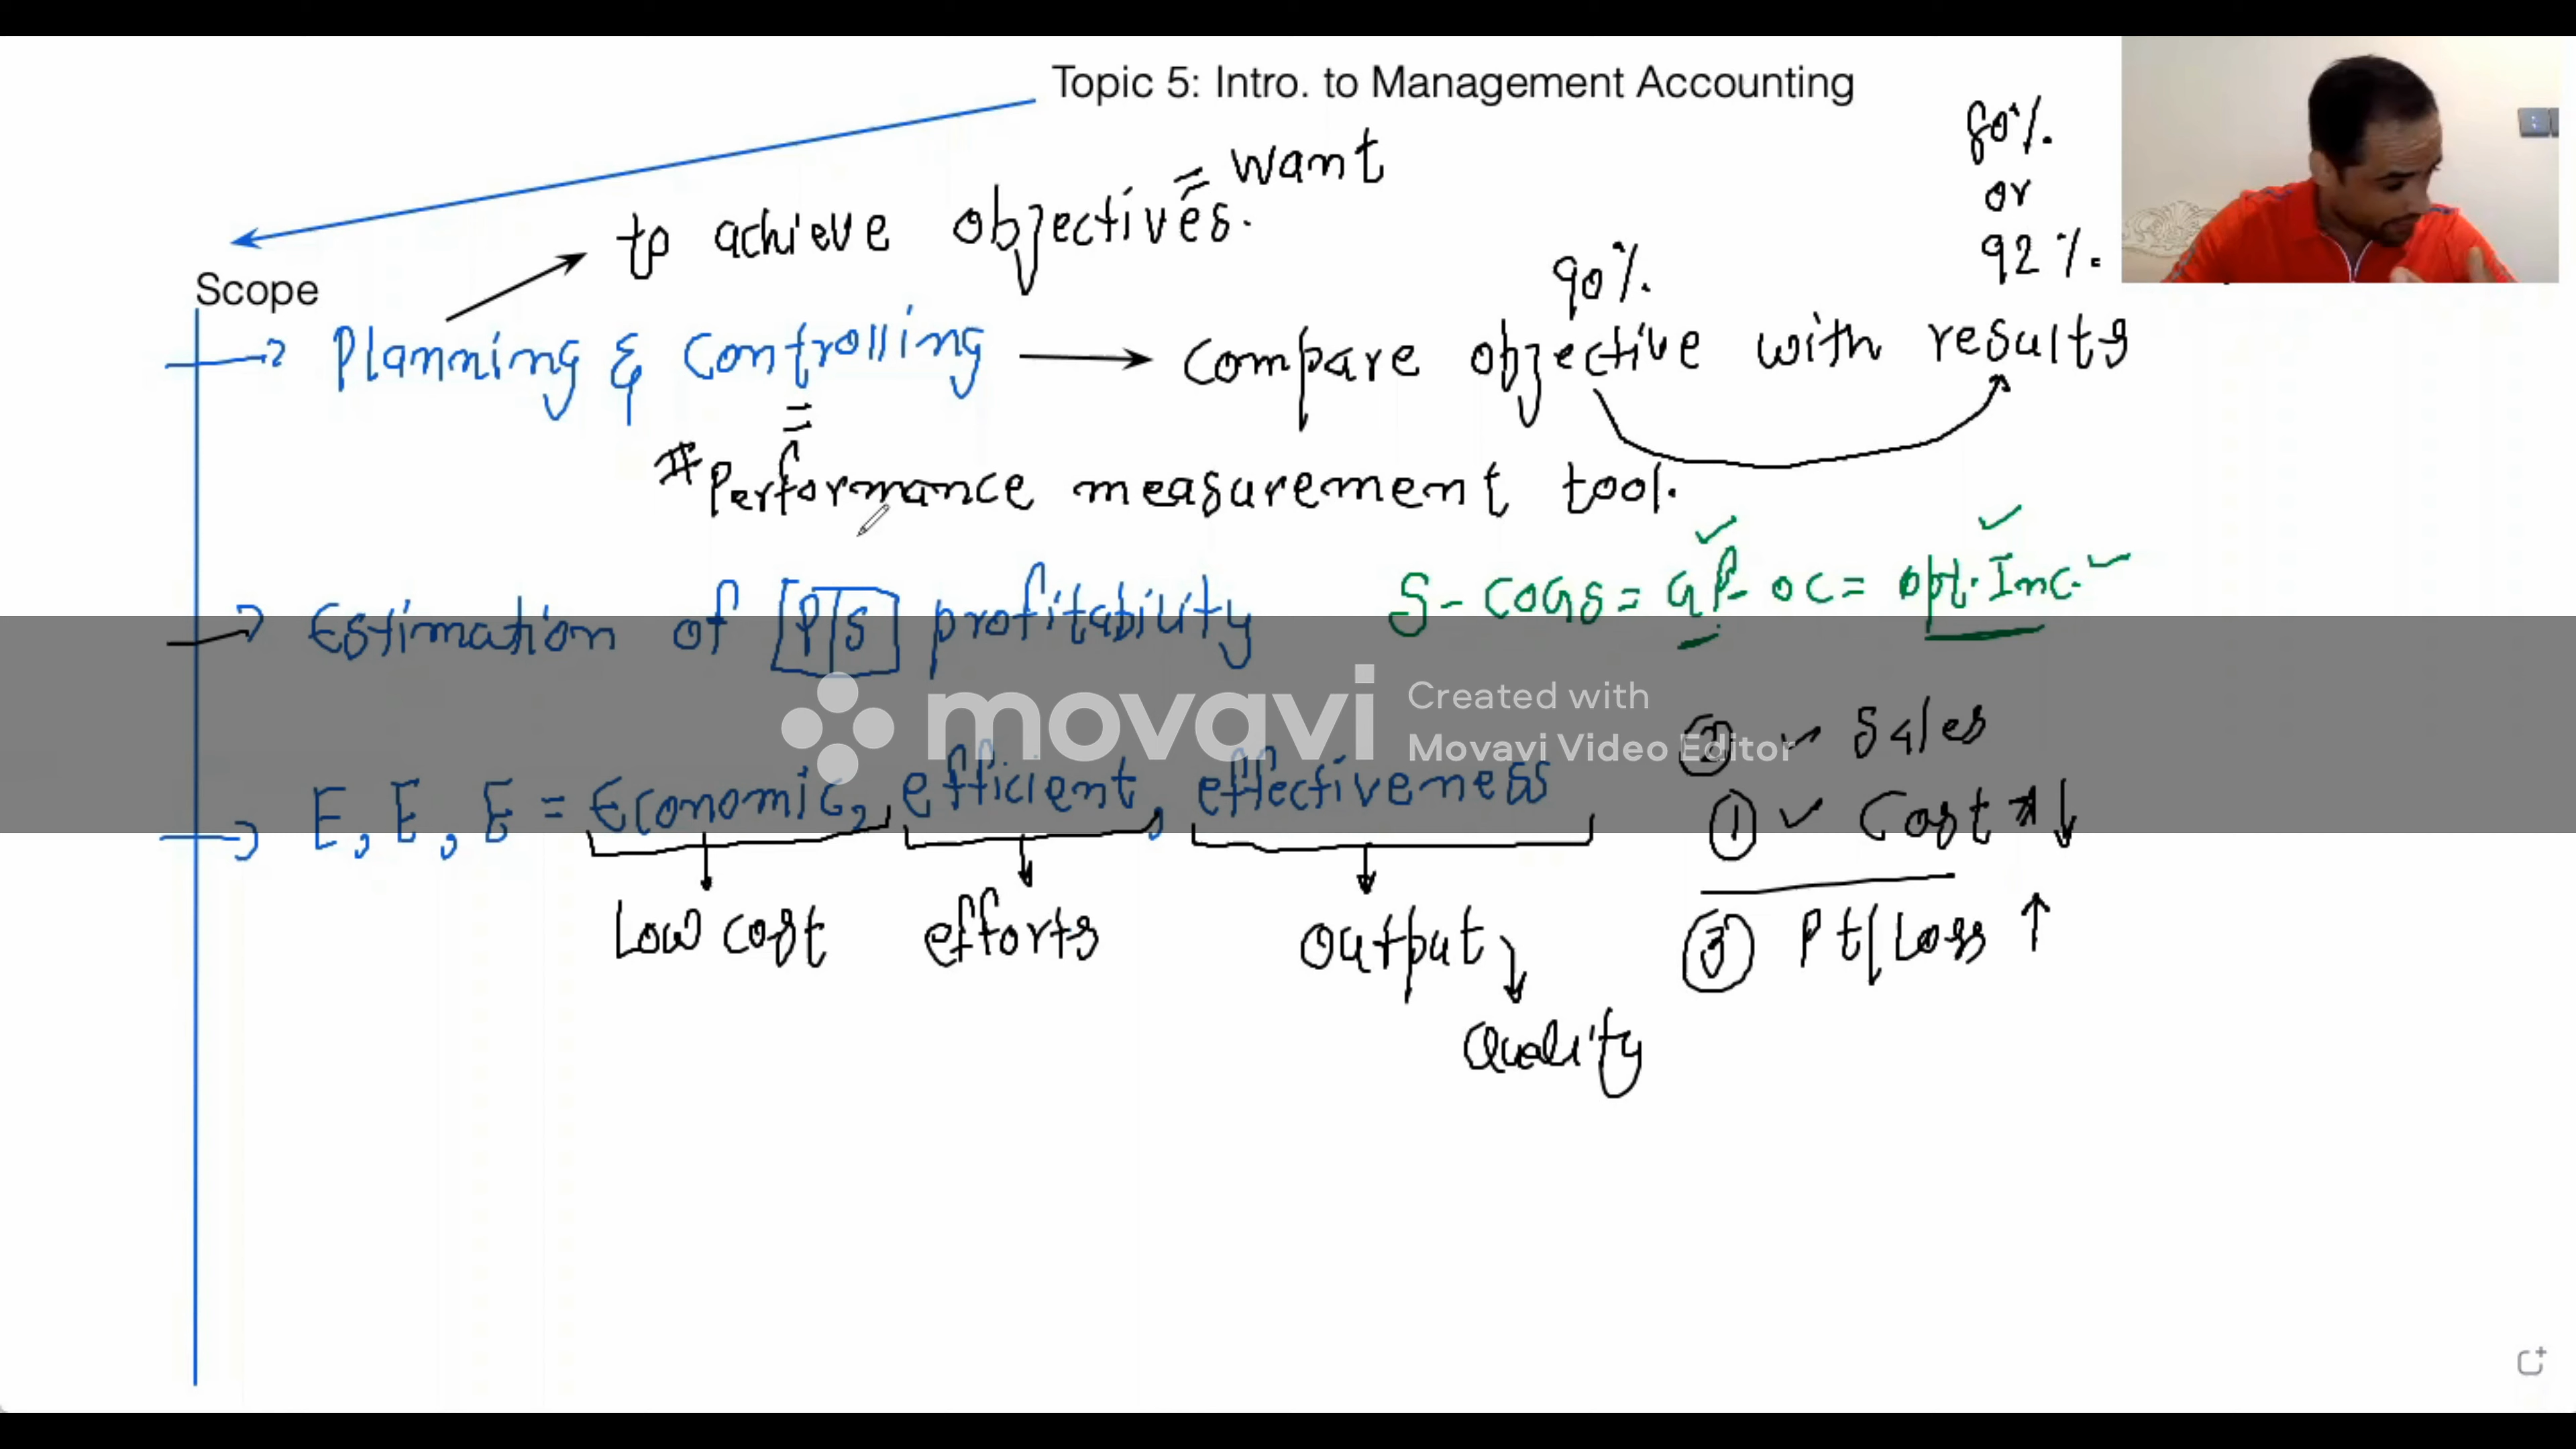 Topic 5: Intro. to Management Accounting
80%.
or
92%.
= want
to achieve objectives.
90%.
Scope
→ Planning & Controlling → Compare objective with results
# Performance measurement tool.
→ Estimation of [P/S] profitability
S - COGS = GP - OC = opt. Inc.
movavi
Created with
Movavi Video Editor
② ✓ Sales
→ E, E, E = Economic, efficient, effectiveness
① ✓ Cost ↓
Low cost efforts output
③ Pt/Loss ↑
Quality